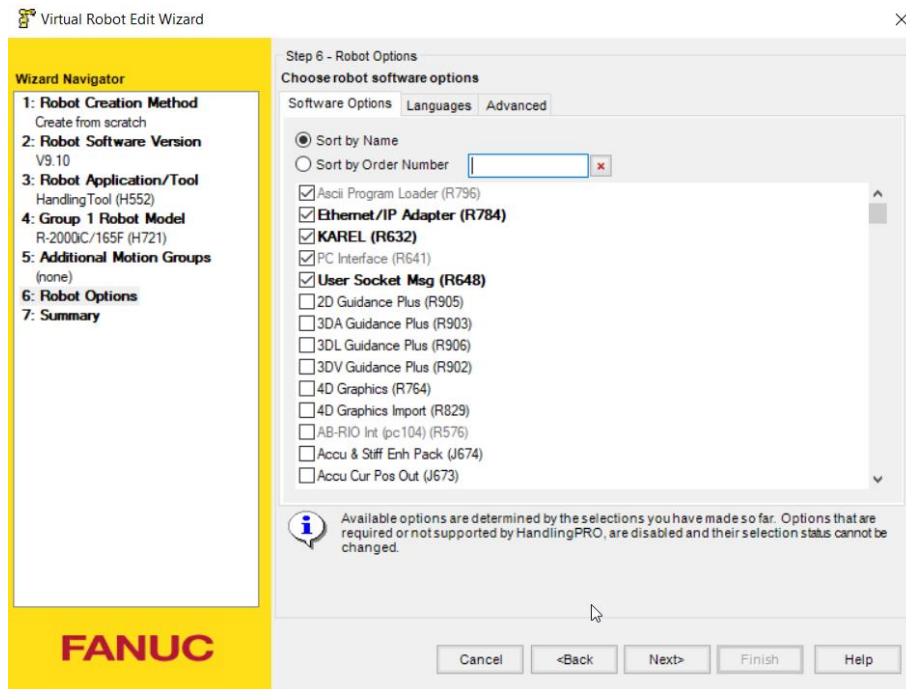 Virtual Robot Edit Wizard
Wizard Navigator
1: Robot Creation Method
Create from scratch
2: Robot Software Version
V9.10
3: Robot Application/Tool
HandlingTool (H552)
4: Group 1 Robot Model
R-2000iC/165F (H721)
5: Additional Motion Groups
(none)
6: Robot Options
7: Summary
FANUC
Step 6 - Robot Options
Choose robot software options
Software Options Languages Advanced
Sort by Name
Sort by Order Number
Ascii Program Loader (R796)
Ethernet/IP Adapter (R784)
KAREL (R632)
PC Interface (R641)
User Socket Msg (R648)
2D Guidance Plus (R905)
3DA Guidance Plus (R903)
3DL Guidance Plus (R906)
3DV Guidance Plus (R902)
4D Graphics (R764)
4D Graphics Import (R829)
AB-RIO Int (pc104) (R576)
Accu & Stiff Enh Pack (J674)
Accu Cur Pos Out (J673)
Available options are determined by the selections you have made so far. Options that are
required or not supported by HandlingPRO, are disabled and their selection status cannot be
changed.
Cancel <Back Next> Finish Help